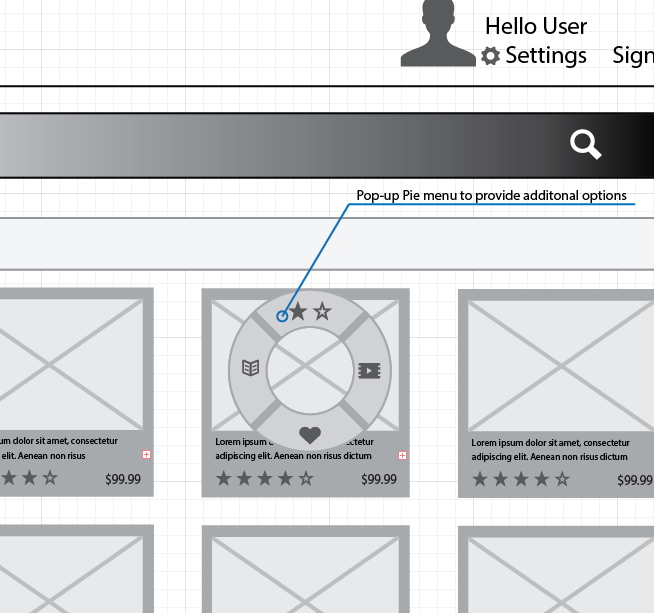 Hello User
Settings Sign
Pop-up Pie menu to provide additonal options
um dolor sit amet, consectetur
elit. Aenean non risus
$99.99
Lorem ipsum
adipiscing elit. Aenean non risus dictum
$99.99
Lorem ipsum dolor sit amet, consectetur
adipiscing elit. Aenean non risus dictum
$99.99